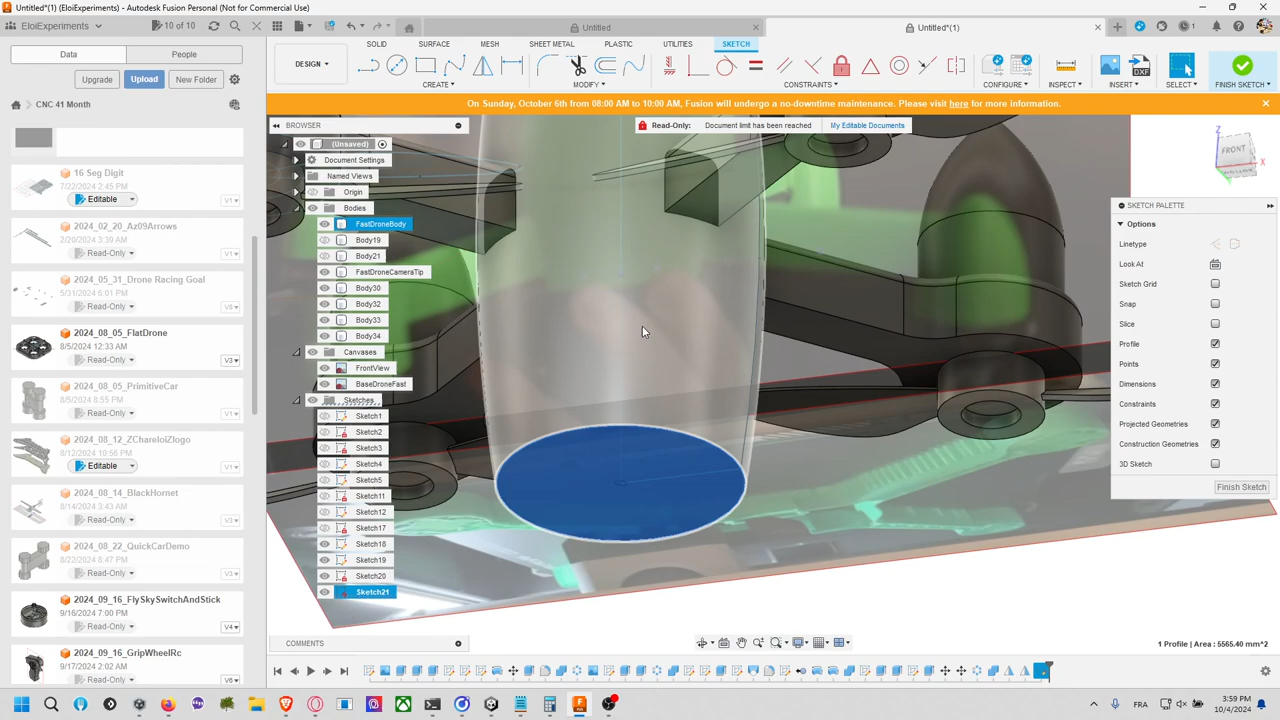 Untitled*(1) (EloiExperiments) - Autodesk Fusion Personal (Not for Commercial Use)
EloiExperiments
10 of 10
Untitled
Untitled*(1)
1
Data
People
Upgrade
Upload
New Folder
CNC 41 Month
DESIGN
SOLID
SURFACE
MESH
SHEET METAL
PLASTIC
UTILITIES
SKETCH
CREATE
MODIFY
CONSTRAINTS
CONFIGURE
INSPECT
INSERT
SELECT
FINISH SKETCH
On Sunday, October 6th from 08:00 AM to 10:00 AM, Fusion will undergo a no-downtime maintenance. Please visit here for more information.
16 Seg Digit
7/22/2024 2:45 PM
Editable
V1
2024_02_20_Az09Arrows
2/20/2024 3:39 AM
Read-Only
V1
2024_05_31_Drone Racing Goal
5/31/2024 5:01 PM
Read-Only
2024_08_05_FlatDrone
8/5/2024 12:33 AM
Read-Only
V3
2024_08_05_PrimitiveCar
8/5/2024 8:55 PM
Read-Only
2024_08_12_ZChareIoiZlogo
8/12/2024 10:56 PM
Editable
2024_08_14_BlackHornet
8/14/2024 3:43 AM
Read-Only
2024_08_22_QuickCarDemo
Read-Only
2024_09_16_FlySkySwitchAndStick
9/16/2024 7:00 PM
Read-Only
V4
2024_09_16_GripWheelRc
9/17/2024 2:02 AM
Read-Only
BROWSER
(Unsaved)
Document Settings
Named Views
Origin
Bodies
FastDroneBody
Body19
Body21
FastDroneCameraTip
Body30
Body32
Body33
Body34
Canvases
FrontView
BaseDroneFast
Sketches
Sketch1
Sketch2
Sketch3
Sketch4
Sketch5
Sketch11
Sketch12
Sketch17
Sketch18
Sketch19
Sketch20
Sketch21
Read-Only:
Document limit has been reached
My Editable Documents
Z
FRONT
X
SKETCH PALETTE
Options
Linetype
Look At
Sketch Grid
Snap
Slice
Profile
Points
Dimensions
Constraints
Projected Geometries
Construction Geometries
3D Sketch
Finish Sketch
COMMENTS
1 Profile | Area : 5565.40 mm^2
FRA
3:59 PM
10/4/2024